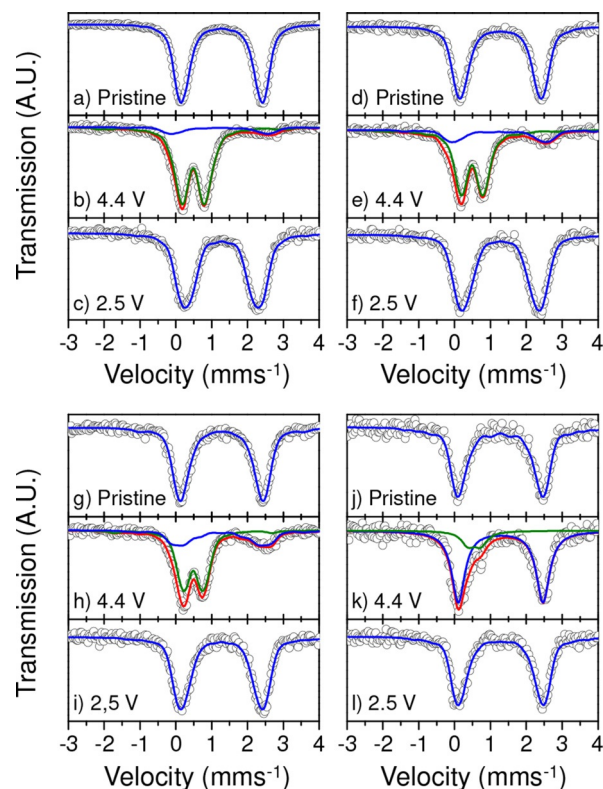 Transmission (A.U.)
a) Pristine
b) 4.4 V
c) 2.5 V
-3 -2 -1 0 1 2 3 4
Velocity (mms⁻¹)
d) Pristine
e) 4.4 V
f) 2.5 V
-3 -2 -1 0 1 2 3 4
Velocity (mms⁻¹)
Transmission (A.U.)
g) Pristine
h) 4.4 V
i) 2,5 V
-3 -2 -1 0 1 2 3 4
Velocity (mms⁻¹)
j) Pristine
k) 4.4 V
l) 2.5 V
-3 -2 -1 0 1 2 3 4
Velocity (mms⁻¹)